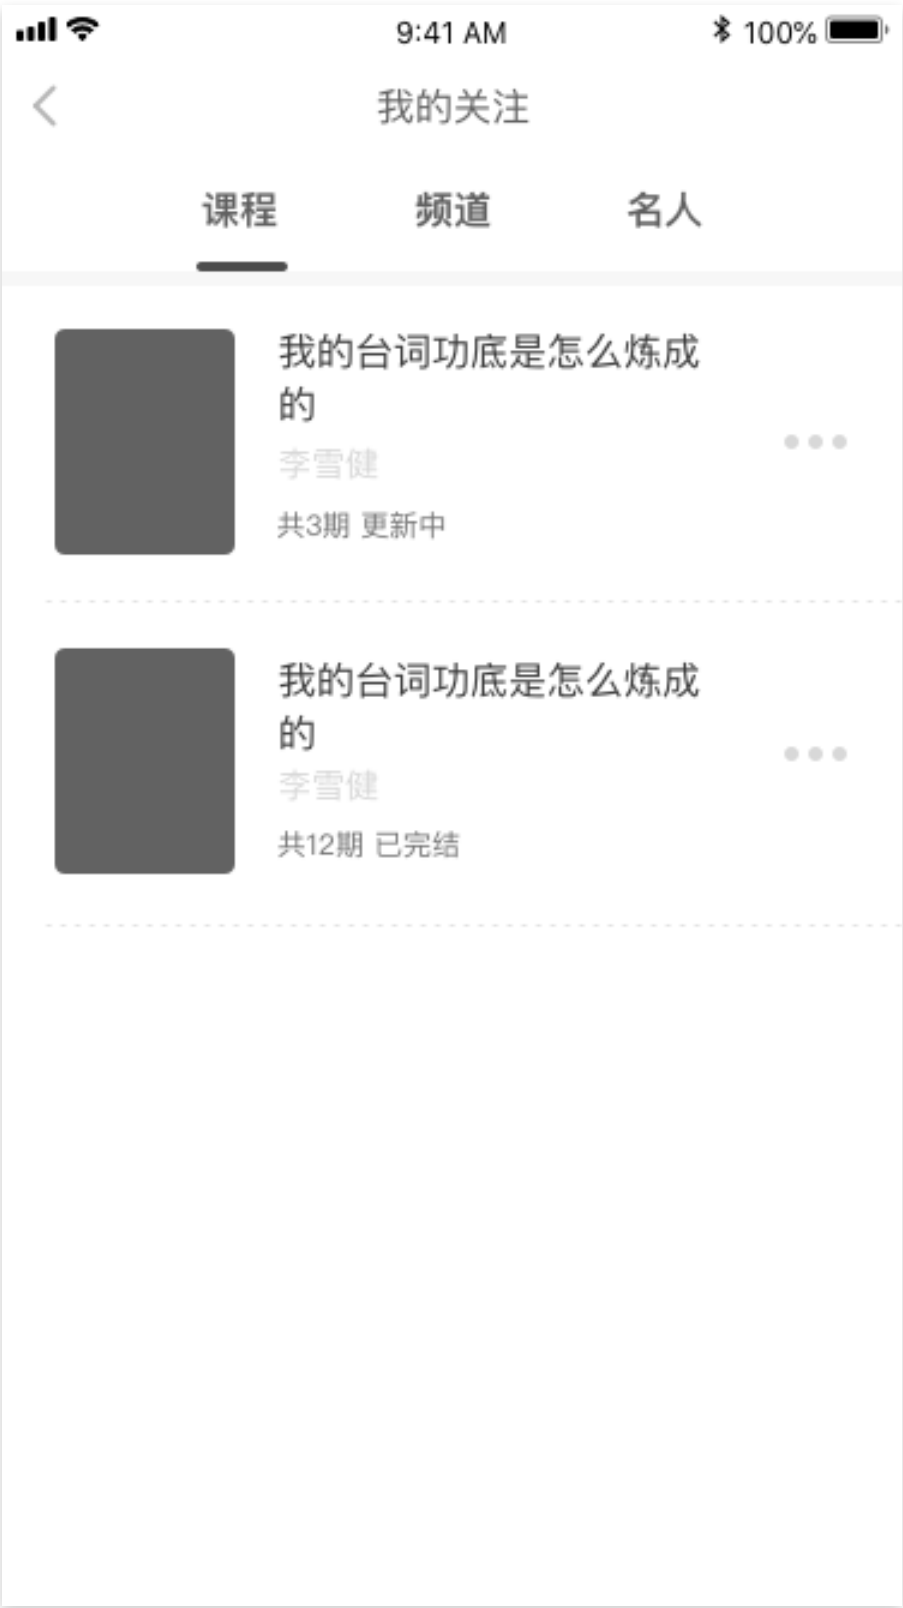 9:41 AM
100%
我的关注
课程
频道
名人
我的台词功底是怎么炼成
的
李雪健
共3期 更新中
我的台词功底是怎么炼成
的
李雪健
共12期 已完结